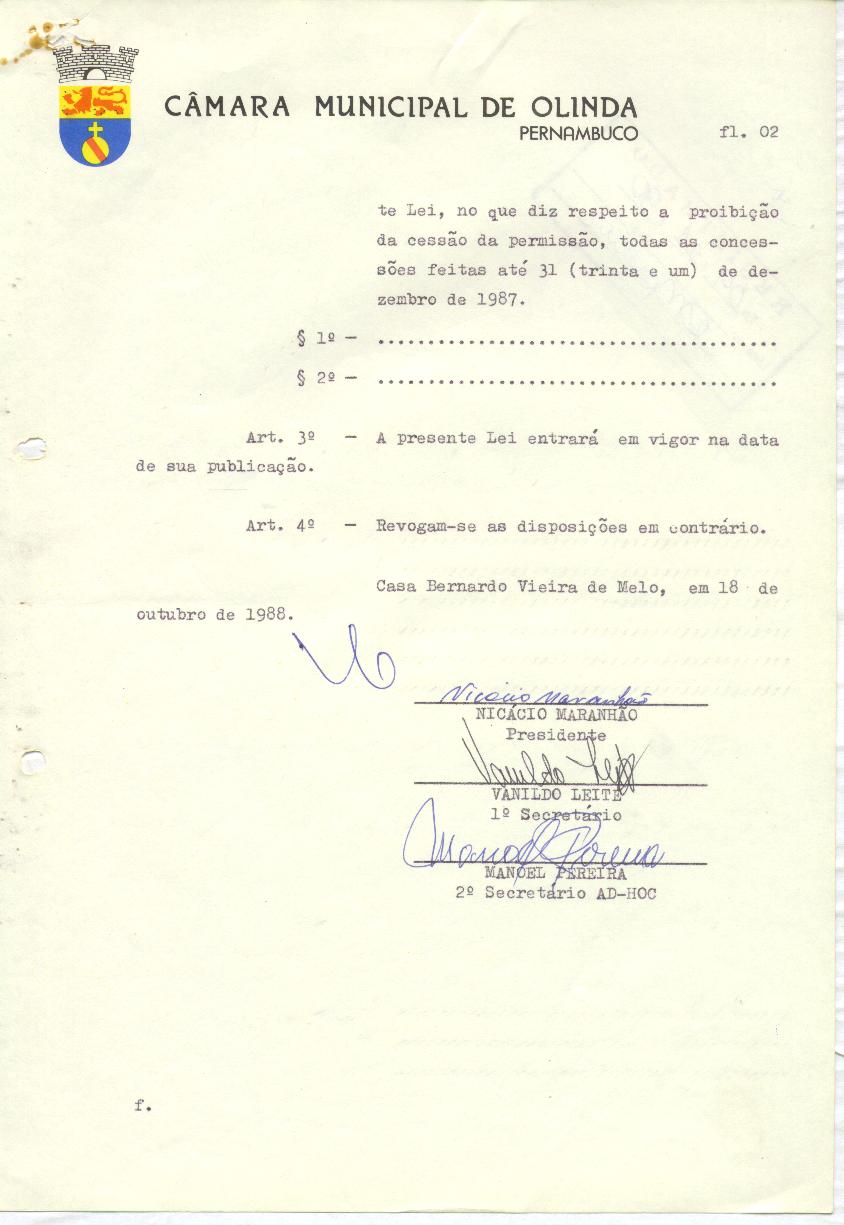 CÂMARA MUNICIPAL DE OLINDA
PERNAMBUCO
fl. 02
te Lei, no que diz respeito a proibição
da cessão da permissão, todas as conces-
sões feitas até 31 (trinta e um) de de-
zembro de 1987.
§ 1º - ........................................
§ 2º - ........................................
Art. 3º - A presente Lei entrará em vigor na data
de sua publicação.
Art. 4º - Revogam-se as disposições em contrário.
Casa Bernardo Vieira de Melo, em 18 de
outubro de 1988.
Nicácio Maranhão
NICÁCIO MARANHÃO
Presidente
Vanildo Leite
VANILDO LEITE
1º Secretário
Manoel Pereira
MANOEL PEREIRA
2º Secretário AD-HOC
f.